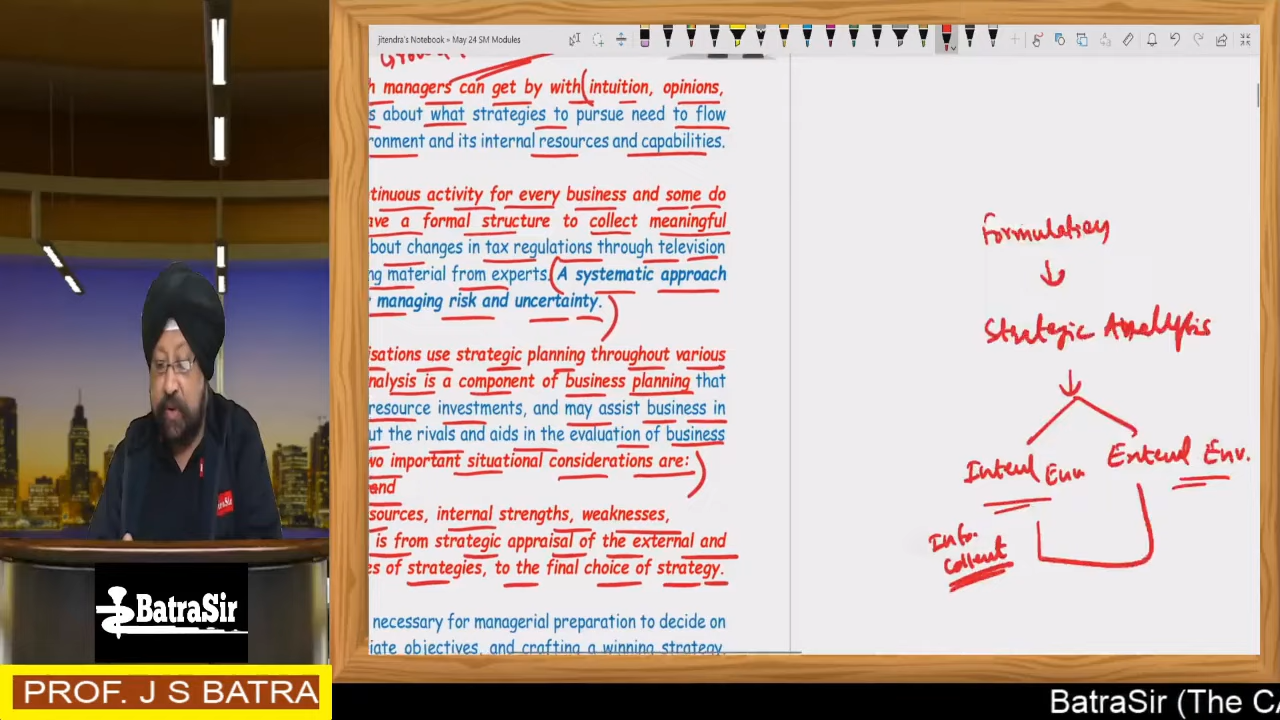 jitendra's Notebook » May 24 SM Modules
h managers can get by with (intuition, opinions,
s about what strategies to pursue need to flow
ronment and its internal resources and capabilities.
tinuous activity for every business and some do
ave a formal structure to collect meaningful
bout changes in tax regulations through television
ng material from experts. (A systematic approach
managing risk and uncertainty.)
isations use strategic planning throughout various
nalysis is a component of business planning that
resource investments, and may assist business in
ut the rivals and aids in the evaluation of business
wo important situational considerations are:)
and
sources, internal strengths, weaknesses,
is from strategic appraisal of the external and
es of strategies, to the final choice of strategy.
necessary for managerial preparation to decide on
iate objectives, and crafting a winning strategy.
Formulation
Strategic Analysis
Internal Env
External Env.
Info.
Collect
BatraSir
BatraSir
PROF. J S BATRA
BatraSir (The CA